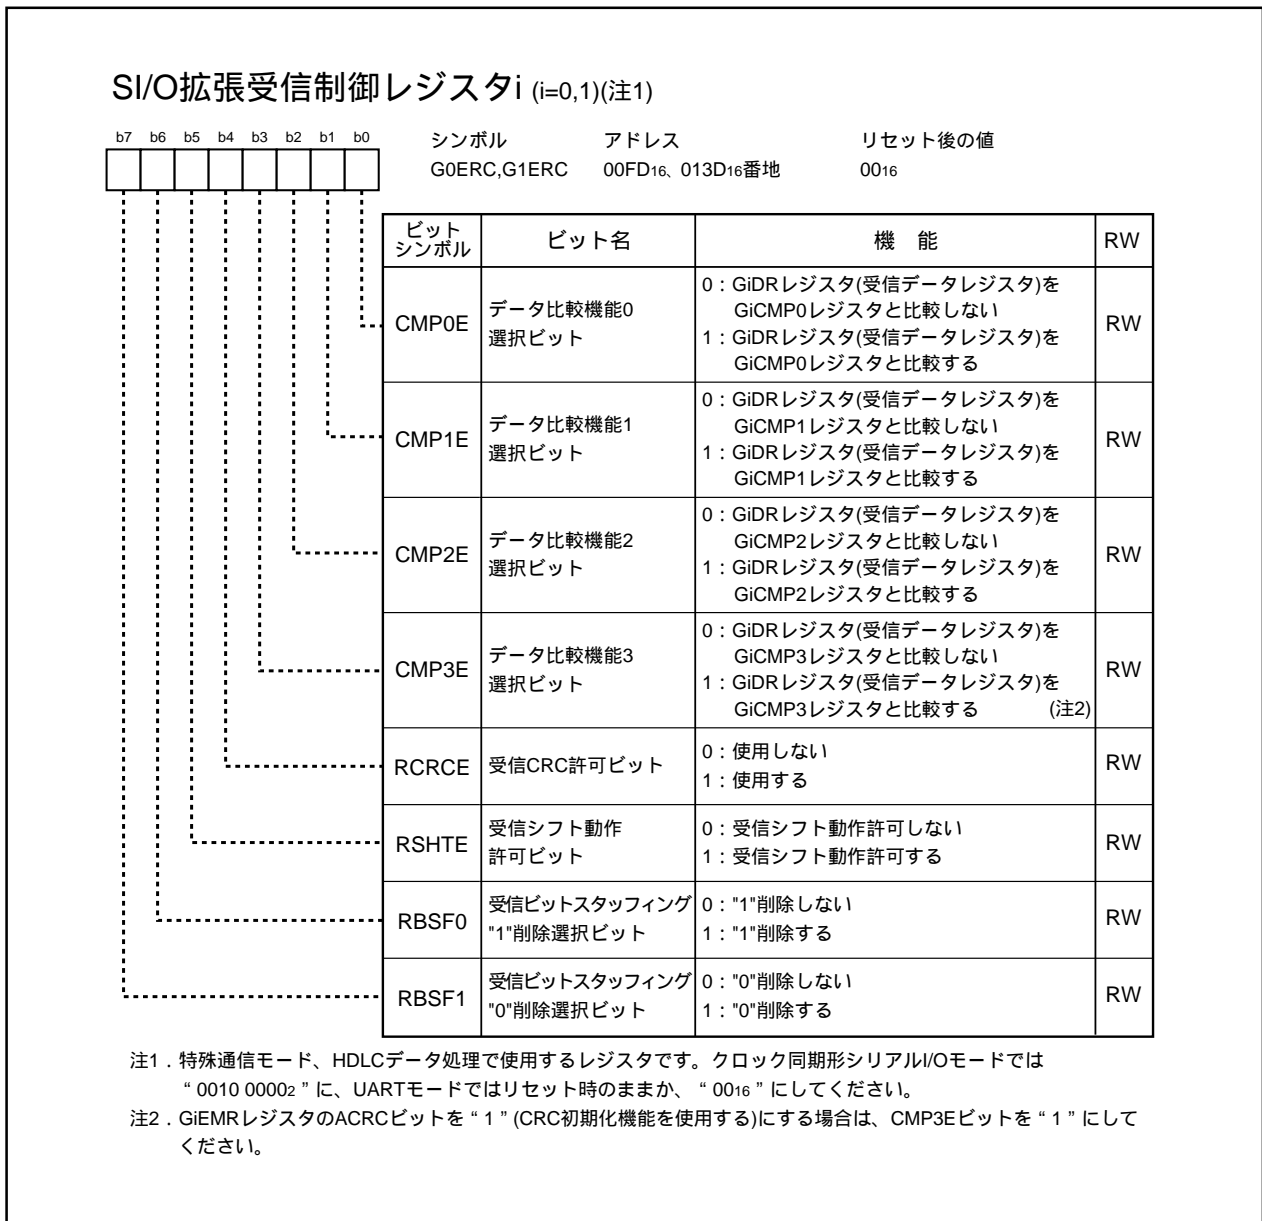 SI/O拡張受信制御レジスタi (i=0,1)(注1)
b7 b6 b5 b4 b3 b2 b1 b0
シンボル アドレス リセット後の値
G0ERC,G1ERC 00FD16、013D16番地 0016
ビット
シンボル
ビット名
機 能
RW
CMP0E
データ比較機能0
選択ビット
0：GiDRレジスタ(受信データレジスタ)を
GiCMP0レジスタと比較しない
1：GiDRレジスタ(受信データレジスタ)を
GiCMP0レジスタと比較する
RW
CMP1E
データ比較機能1
選択ビット
0：GiDRレジスタ(受信データレジスタ)を
GiCMP1レジスタと比較しない
1：GiDRレジスタ(受信データレジスタ)を
GiCMP1レジスタと比較する
RW
CMP2E
データ比較機能2
選択ビット
0：GiDRレジスタ(受信データレジスタ)を
GiCMP2レジスタと比較しない
1：GiDRレジスタ(受信データレジスタ)を
GiCMP2レジスタと比較する
RW
CMP3E
データ比較機能3
選択ビット
0：GiDRレジスタ(受信データレジスタ)を
GiCMP3レジスタと比較しない
1：GiDRレジスタ(受信データレジスタ)を
GiCMP3レジスタと比較する (注2)
RW
RCRCE
受信CRC許可ビット
0：使用しない
1：使用する
RW
RSHTE
受信シフト動作
許可ビット
0：受信シフト動作許可しない
1：受信シフト動作許可する
RW
RBSF0
受信ビットスタッフィング
"1"削除選択ビット
0："1"削除しない
1："1"削除する
RW
RBSF1
受信ビットスタッフィング
"0"削除選択ビット
0："0"削除しない
1："0"削除する
RW
注1．特殊通信モード、HDLCデータ処理で使用するレジスタです。クロック同期形シリアルI/Oモードでは
“ 0010 00002 ” に、UARTモードではリセット時のままか、“ 0016 ” にしてください。
注2．GiEMRレジスタのACRCビットを “ 1 ” (CRC初期化機能を使用する)にする場合は、CMP3Eビットを “ 1 ” にして
ください。